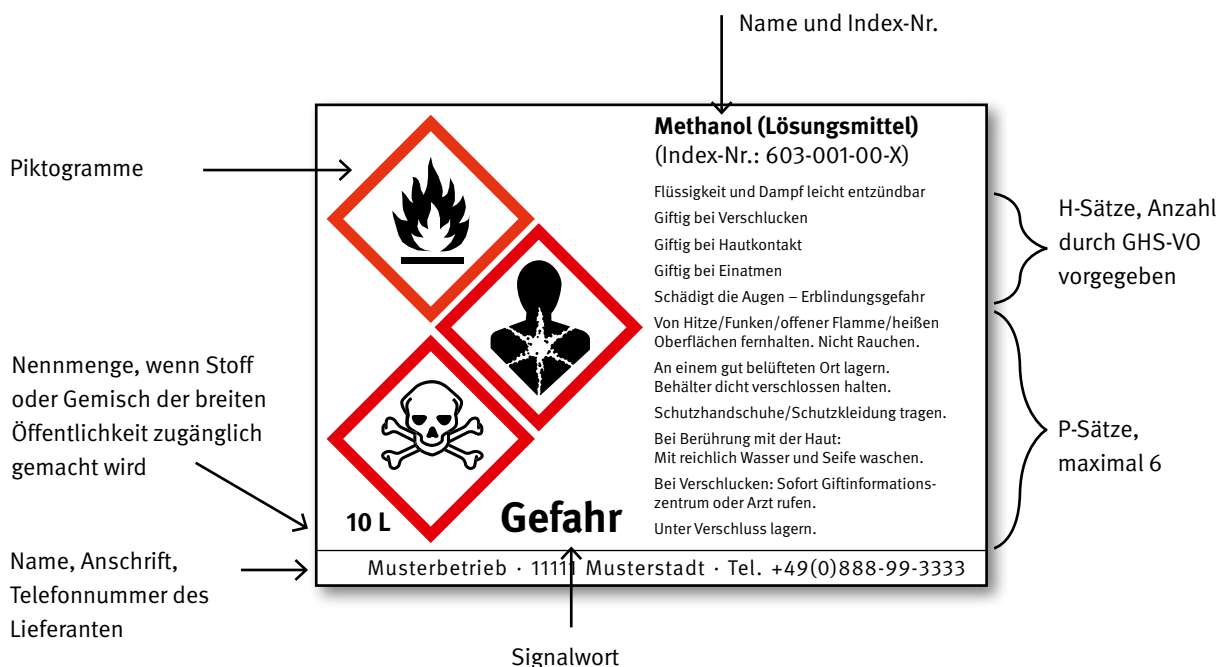 Name und Index-Nr.
Piktogramme
Nennmenge, wenn Stoff
oder Gemisch der breiten
Öffentlichkeit zugänglich
gemacht wird
Name, Anschrift,
Telefonnummer des
Lieferanten
Methanol (Lösungsmittel)
(Index-Nr.: 603-001-00-X)
Flüssigkeit und Dampf leicht entzündbar
Giftig bei Verschlucken
Giftig bei Hautkontakt
Giftig bei Einatmen
Schädigt die Augen – Erblindungsgefahr
Von Hitze/Funken/offener Flamme/heißen
Oberflächen fernhalten. Nicht Rauchen.
An einem gut belüfteten Ort lagern.
Behälter dicht verschlossen halten.
Schutzhandschuhe/Schutzkleidung tragen.
Bei Berührung mit der Haut:
Mit reichlich Wasser und Seife waschen.
Bei Verschlucken: Sofort Giftinformations-
zentrum oder Arzt rufen.
Unter Verschluss lagern.
10 L
Gefahr
Musterbetrieb · 11111 Musterstadt · Tel. +49(0)888-99-3333
H-Sätze, Anzahl
durch GHS-VO
vorgegeben
P-Sätze,
maximal 6
Signalwort